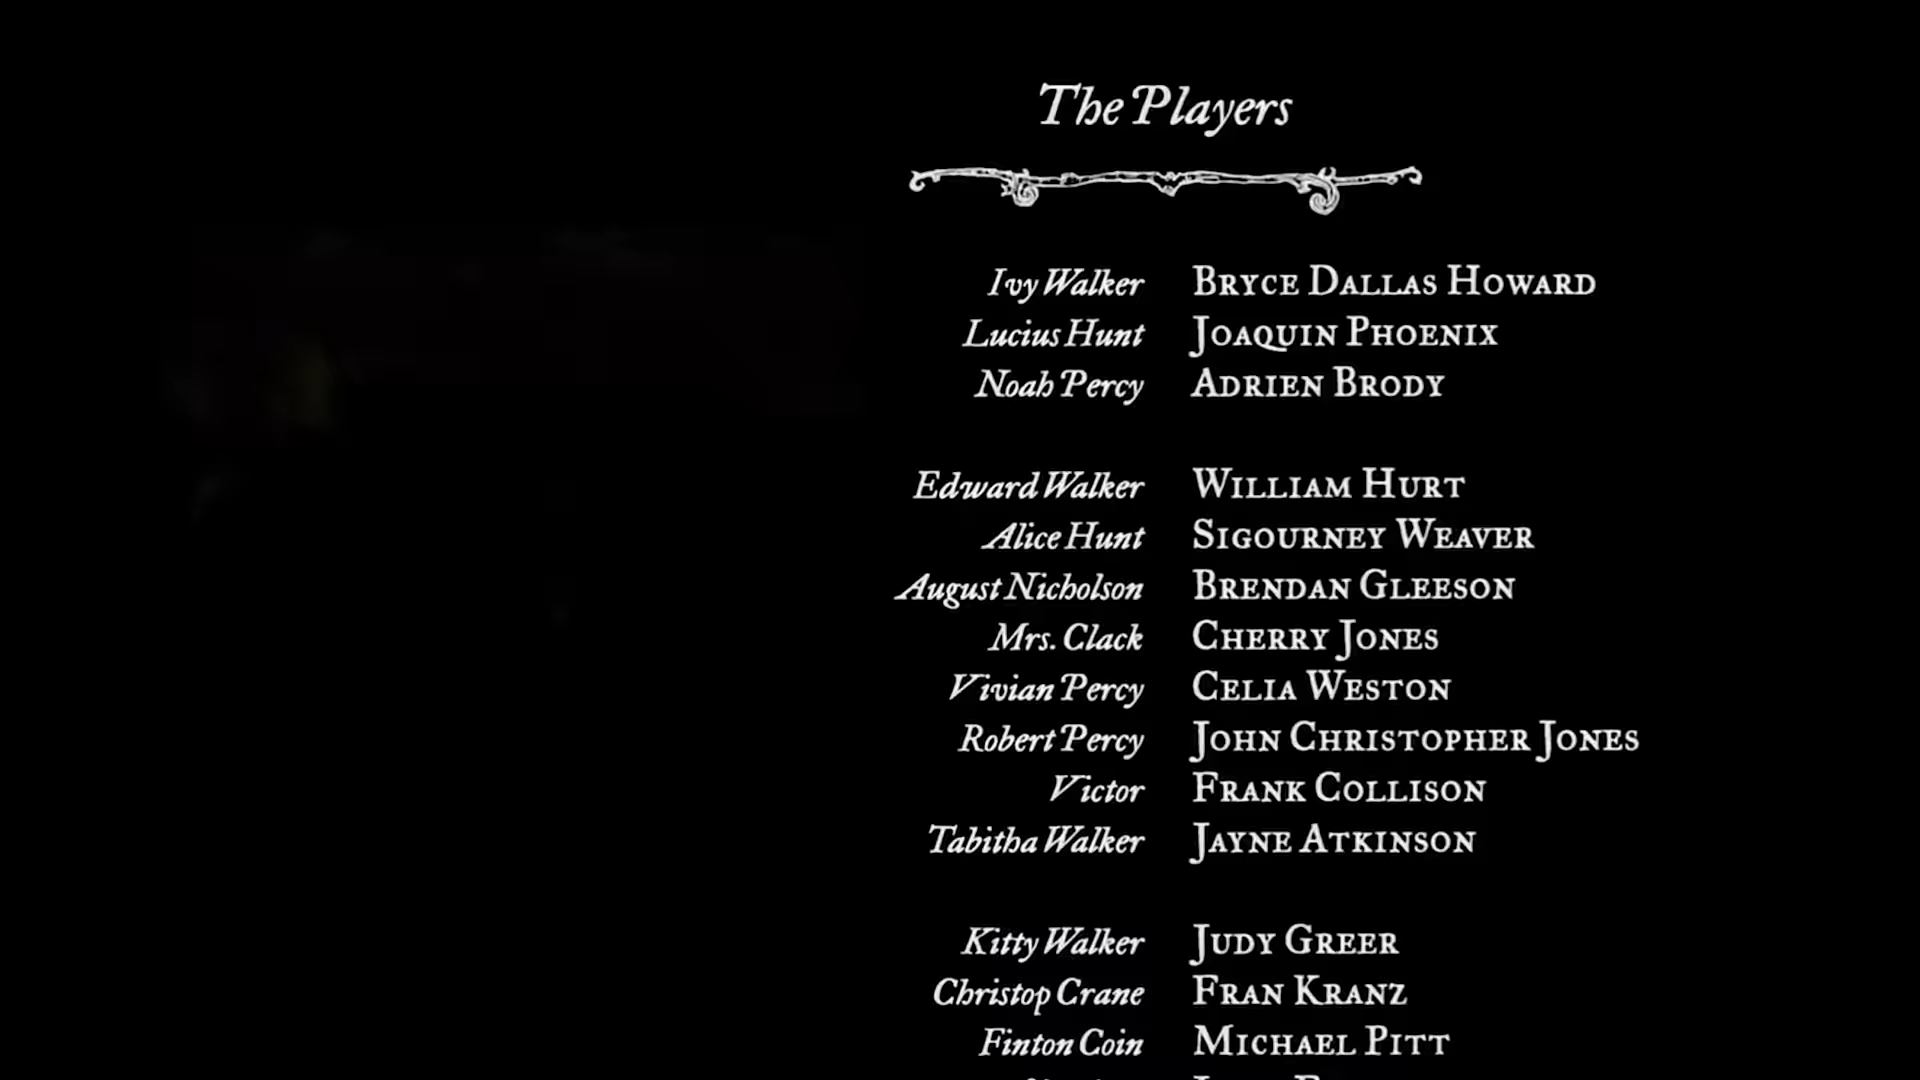 The Players
Ivy Walker BRYCE DALLAS HOWARD
Lucius Hunt JOAQUIN PHOENIX
Noah Percy ADRIEN BRODY
Edward Walker WILLIAM HURT
Alice Hunt SIGOURNEY WEAVER
August Nicholson BRENDAN GLEESON
Mrs. Clack CHERRY JONES
Vivian Percy CELIA WESTON
Robert Percy JOHN CHRISTOPHER JONES
Victor FRANK COLLISON
Tabitha Walker JAYNE ATKINSON
Kitty Walker JUDY GREER
Christop Crane FRAN KRANZ
Finton Coin MICHAEL PITT